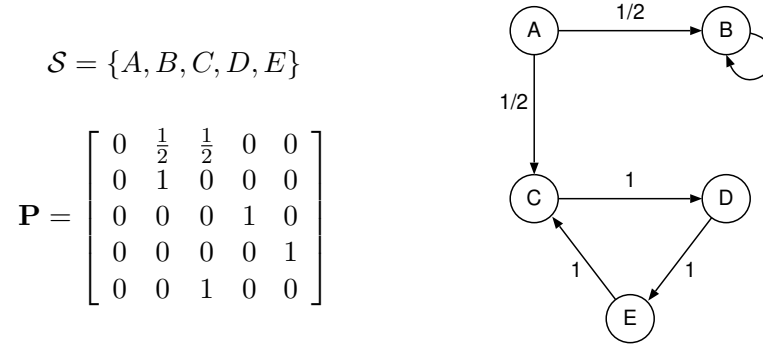 S = {A, B, C, D, E}
P = [ 0 1/2 1/2 0 0
0 1 0 0 0
0 0 0 1 0
0 0 0 0 1
0 0 1 0 0 ]
A
1/2
B
1/2
C
1
D
1
1
E